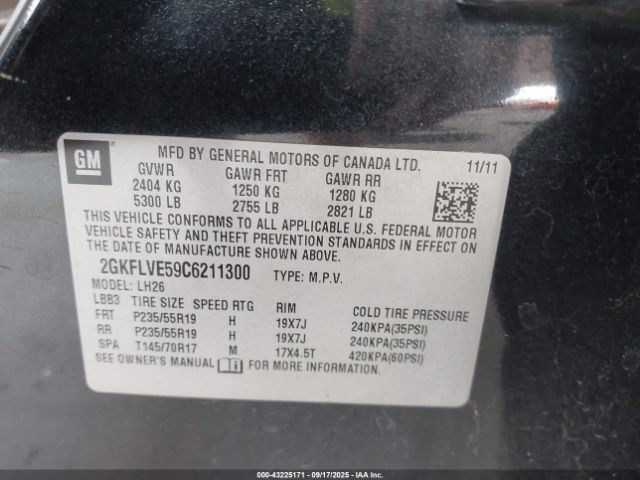 GM
MFD BY GENERAL MOTORS OF CANADA LTD. 11/11
GVWR GAWR FRT GAWR RR
2404 KG 1250 KG 1280 KG
5300 LB 2755 LB 2821 LB
THIS VEHICLE CONFORMS TO ALL APPLICABLE U.S. FEDERAL MOTOR
VEHICLE SAFETY AND THEFT PREVENTION STANDARDS IN EFFECT ON
THE DATE OF MANUFACTURE SHOWN ABOVE.
2GKFLVE59C6211300 TYPE: M.P.V.
MODEL: LH26
LBB3 TIRE SIZE SPEED RTG RIM COLD TIRE PRESSURE
FRT P235/55R19 H 19X7J 240KPA(35PSI)
RR P235/55R19 H 19X7J 240KPA(35PSI)
SPA T145/70R17 M 17X4.5T 420KPA(60PSI)
SEE OWNER'S MANUAL FOR MORE INFORMATION.
000-43225171 - 09/17/2025 - IAAI.COM